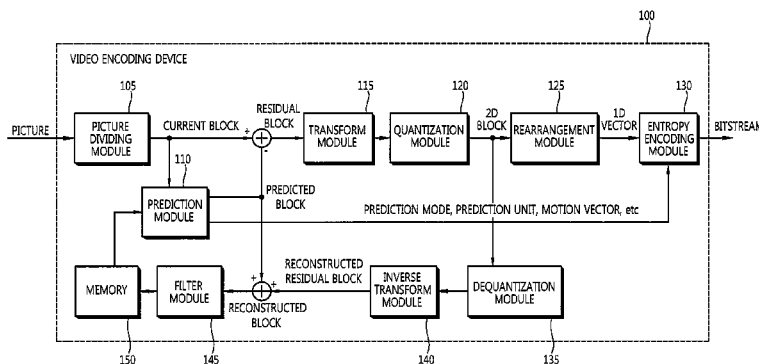 100
VIDEO ENCODING DEVICE
105
115
120
125
130
PICTURE
PICTURE
DIVIDING
MODULE
CURRENT BLOCK
+
-
RESIDUAL
BLOCK
TRANSFORM
MODULE
QUANTIZATION
MODULE
2D
BLOCK
REARRANGEMENT
MODULE
1D
VECTOR
ENTROPY
ENCODING
MODULE
BITSTREAM
110
PREDICTION
MODULE
PREDICTED
BLOCK
PREDICTION MODE, PREDICTION UNIT, MOTION VECTOR, etc
MEMORY
FILTER
MODULE
+
+
RECONSTRUCTED
BLOCK
RECONSTRUCTED
RESIDUAL BLOCK
INVERSE
TRANSFORM
MODULE
DEQUANTIZATION
MODULE
150
145
140
135